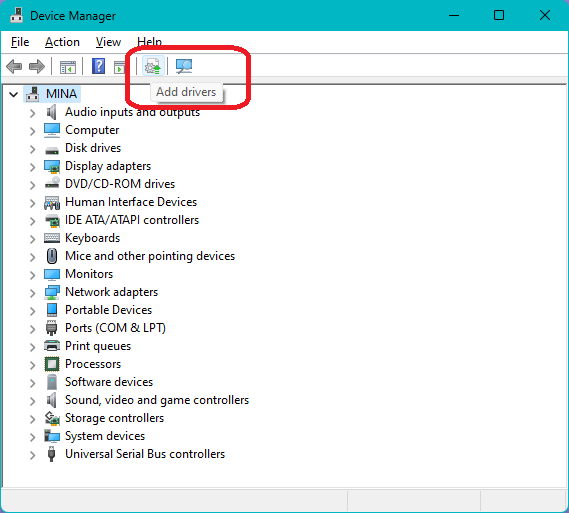 Device Manager
File Action View Help
Add drivers
MINA
Audio inputs and outputs
Computer
Disk drives
Display adapters
DVD/CD-ROM drives
Human Interface Devices
IDE ATA/ATAPI controllers
Keyboards
Mice and other pointing devices
Monitors
Network adapters
Portable Devices
Ports (COM & LPT)
Print queues
Processors
Software devices
Sound, video and game controllers
Storage controllers
System devices
Universal Serial Bus controllers